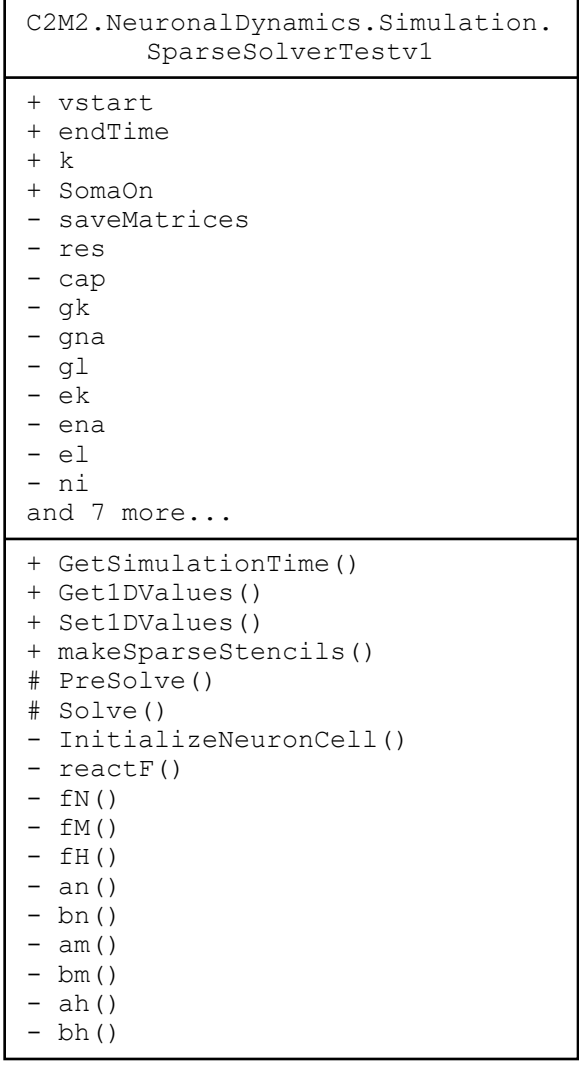 C2M2.NeuronalDynamics.Simulation.
SparseSolverTestv1
+ vstart
+ endTime
+ k
+ SomaOn
- saveMatrices
- res
- cap
- gk
- gna
- gl
- ek
- ena
- el
- ni
and 7 more...
+ GetSimulationTime()
+ Get1DValues()
+ Set1DValues()
+ makeSparseStencils()
# PreSolve()
# Solve()
- InitializeNeuronCell()
- reactF()
- fN()
- fM()
- fH()
- an()
- bn()
- am()
- bm()
- ah()
- bh()